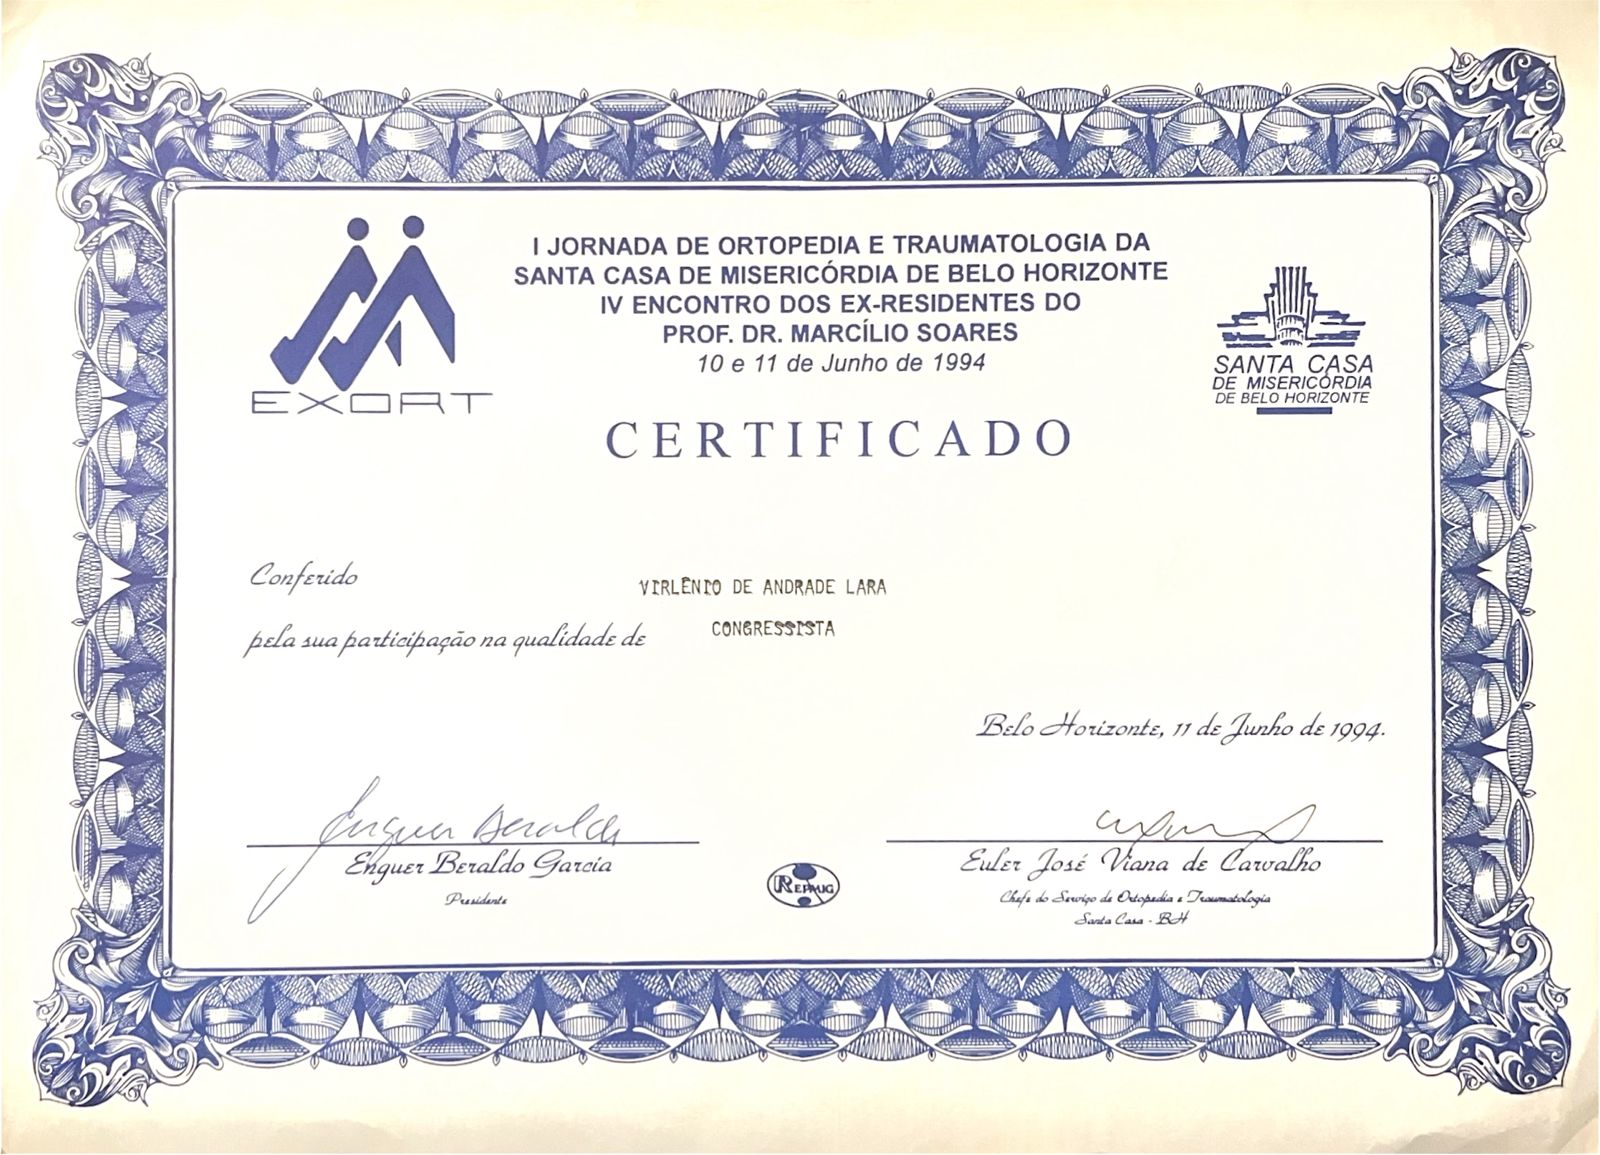 I JORNADA DE ORTOPEDIA E TRAUMATOLOGIA DA
SANTA CASA DE MISERICÓRDIA DE BELO HORIZONTE
IV ENCONTRO DOS EX-RESIDENTES DO
PROF. DR. MARCÍLIO SOARES
10 e 11 de Junho de 1994
EXORT
SANTA CASA
DE MISERICÓRDIA
DE BELO HORIZONTE
CERTIFICADO
Conferido VIRLÊNIO DE ANDRADE LARA
pela sua participação na qualidade de CONGRESSISTA
Belo Horizonte, 11 de Junho de 1994.
Enguer Beraldo
Enguer Beraldo Garcia
Presidente
REPMIG
Euler José Viana de Carvalho
Chefe do Serviço de Ortopedia e Traumatologia
Santa Casa - BH